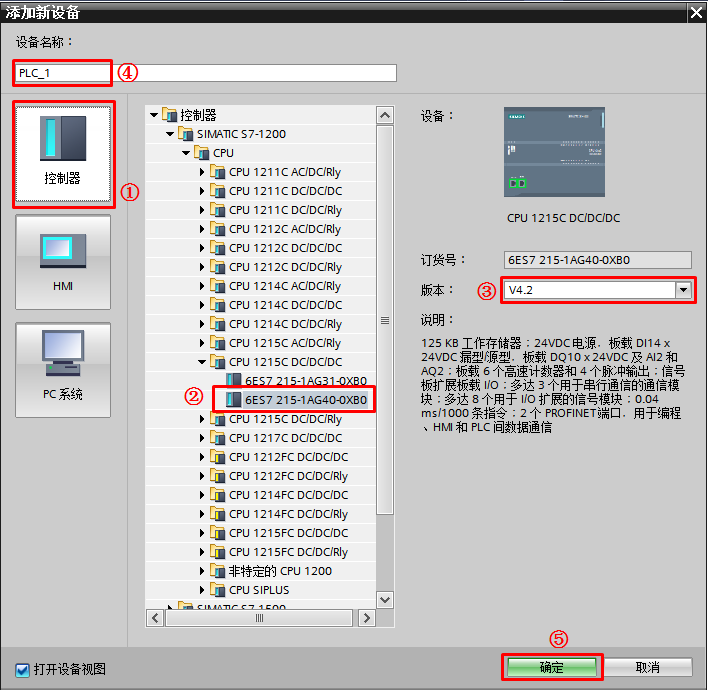 添加新设备
设备名称：
PLC_1
④
控制器
①
HMI
PC 系统
控制器
SIMATIC S7-1200
CPU
CPU 1211C AC/DC/Rly
CPU 1211C DC/DC/DC
CPU 1211C DC/DC/Rly
CPU 1212C AC/DC/Rly
CPU 1212C DC/DC/DC
CPU 1212C DC/DC/Rly
CPU 1214C AC/DC/Rly
CPU 1214C DC/DC/DC
CPU 1214C DC/DC/Rly
CPU 1215C AC/DC/Rly
CPU 1215C DC/DC/DC
6ES7 215-1AG31-0XB0
② 6ES7 215-1AG40-0XB0
CPU 1215C DC/DC/Rly
CPU 1217C DC/DC/DC
CPU 1212FC DC/DC/DC
CPU 1212FC DC/DC/Rly
CPU 1214FC DC/DC/DC
CPU 1214FC DC/DC/Rly
CPU 1215FC DC/DC/DC
CPU 1215FC DC/DC/Rly
非特定的 CPU 1200
CPU SIPLUS
SIMATIC S7-1500
设备：
SIEMENS
CPU 1215C DC/DC/DC
订货号：
6ES7 215-1AG40-0XB0
版本：
③ V4.2
说明：
125 KB 工作存储器；24VDC 电源，板载 DI14 x
24VDC 漏型/源型，板载 DQ10 x 24VDC 及 AI2 和
AQ2；板载 6 个高速计数器和 4 个脉冲输出；信号
板扩展板载 I/O；多达 3 个用于串行通信的通信模
块；多达 8 个用于 I/O 扩展的信号模块；0.04
ms/1000 条指令；2 个 PROFINET端口，用于编程
、HMI 和 PLC 间数据通信
⑤
打开设备视图
确定
取消